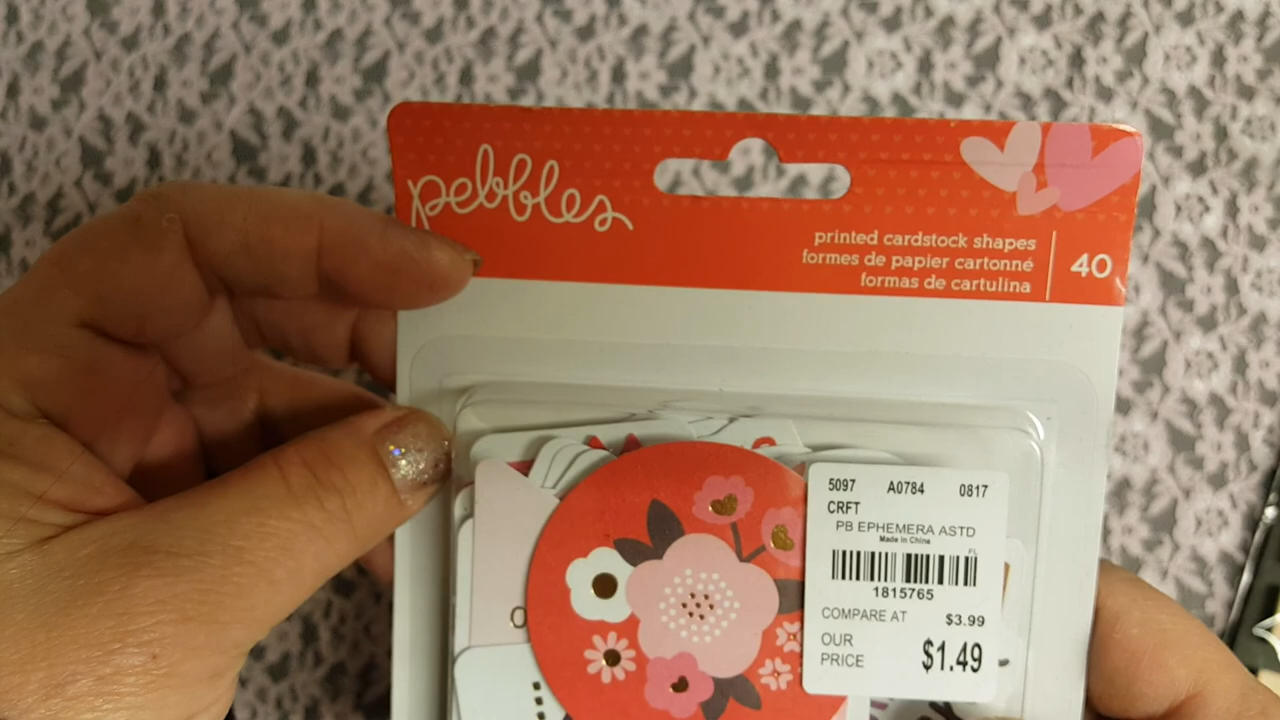 pebbles
printed cardstock shapes
formes de papier cartonné
formas de cartulina
40
5097 A0784 0817
CRFT
PB EPHEMERA ASTD
Made in China
FL
1815765
COMPARE AT $3.99
OUR
PRICE $1.49